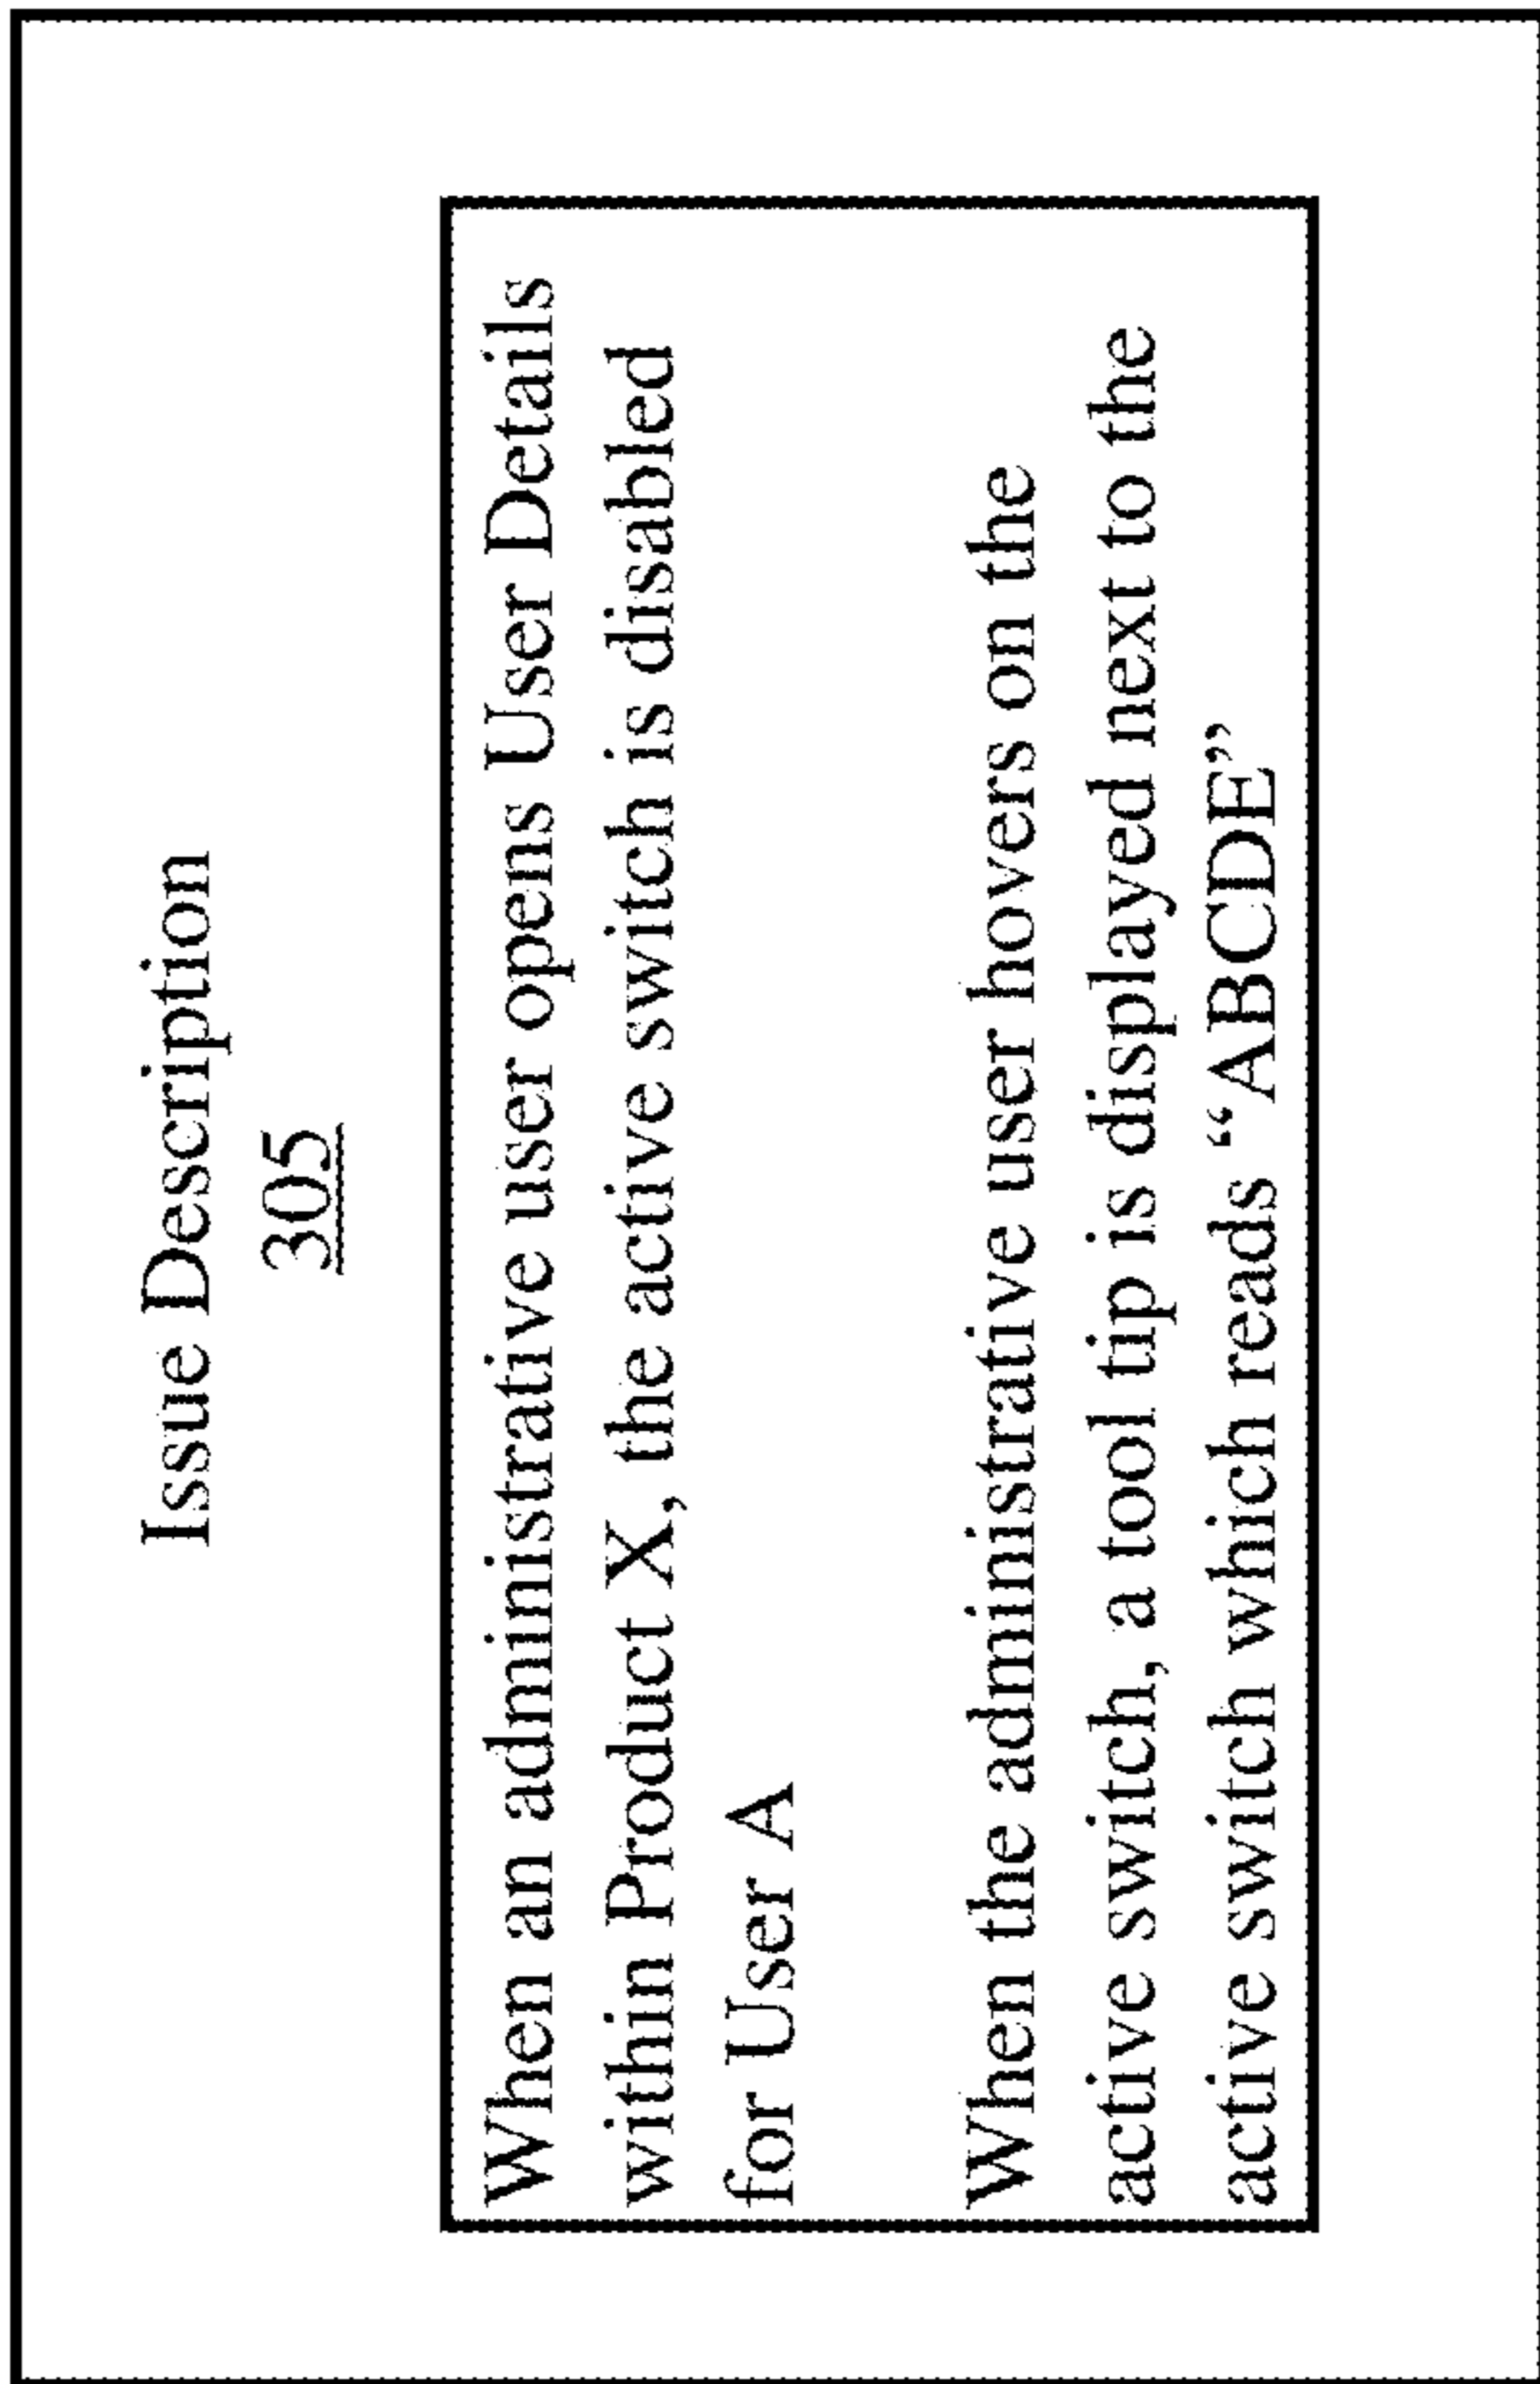 Issue Description
305
When an administrative user opens User Details
within Product X, the active switch is disabled
for User A
When the administrative user hovers on the
active switch, a tool tip is displayed next to the
active switch which reads “ABCDE”